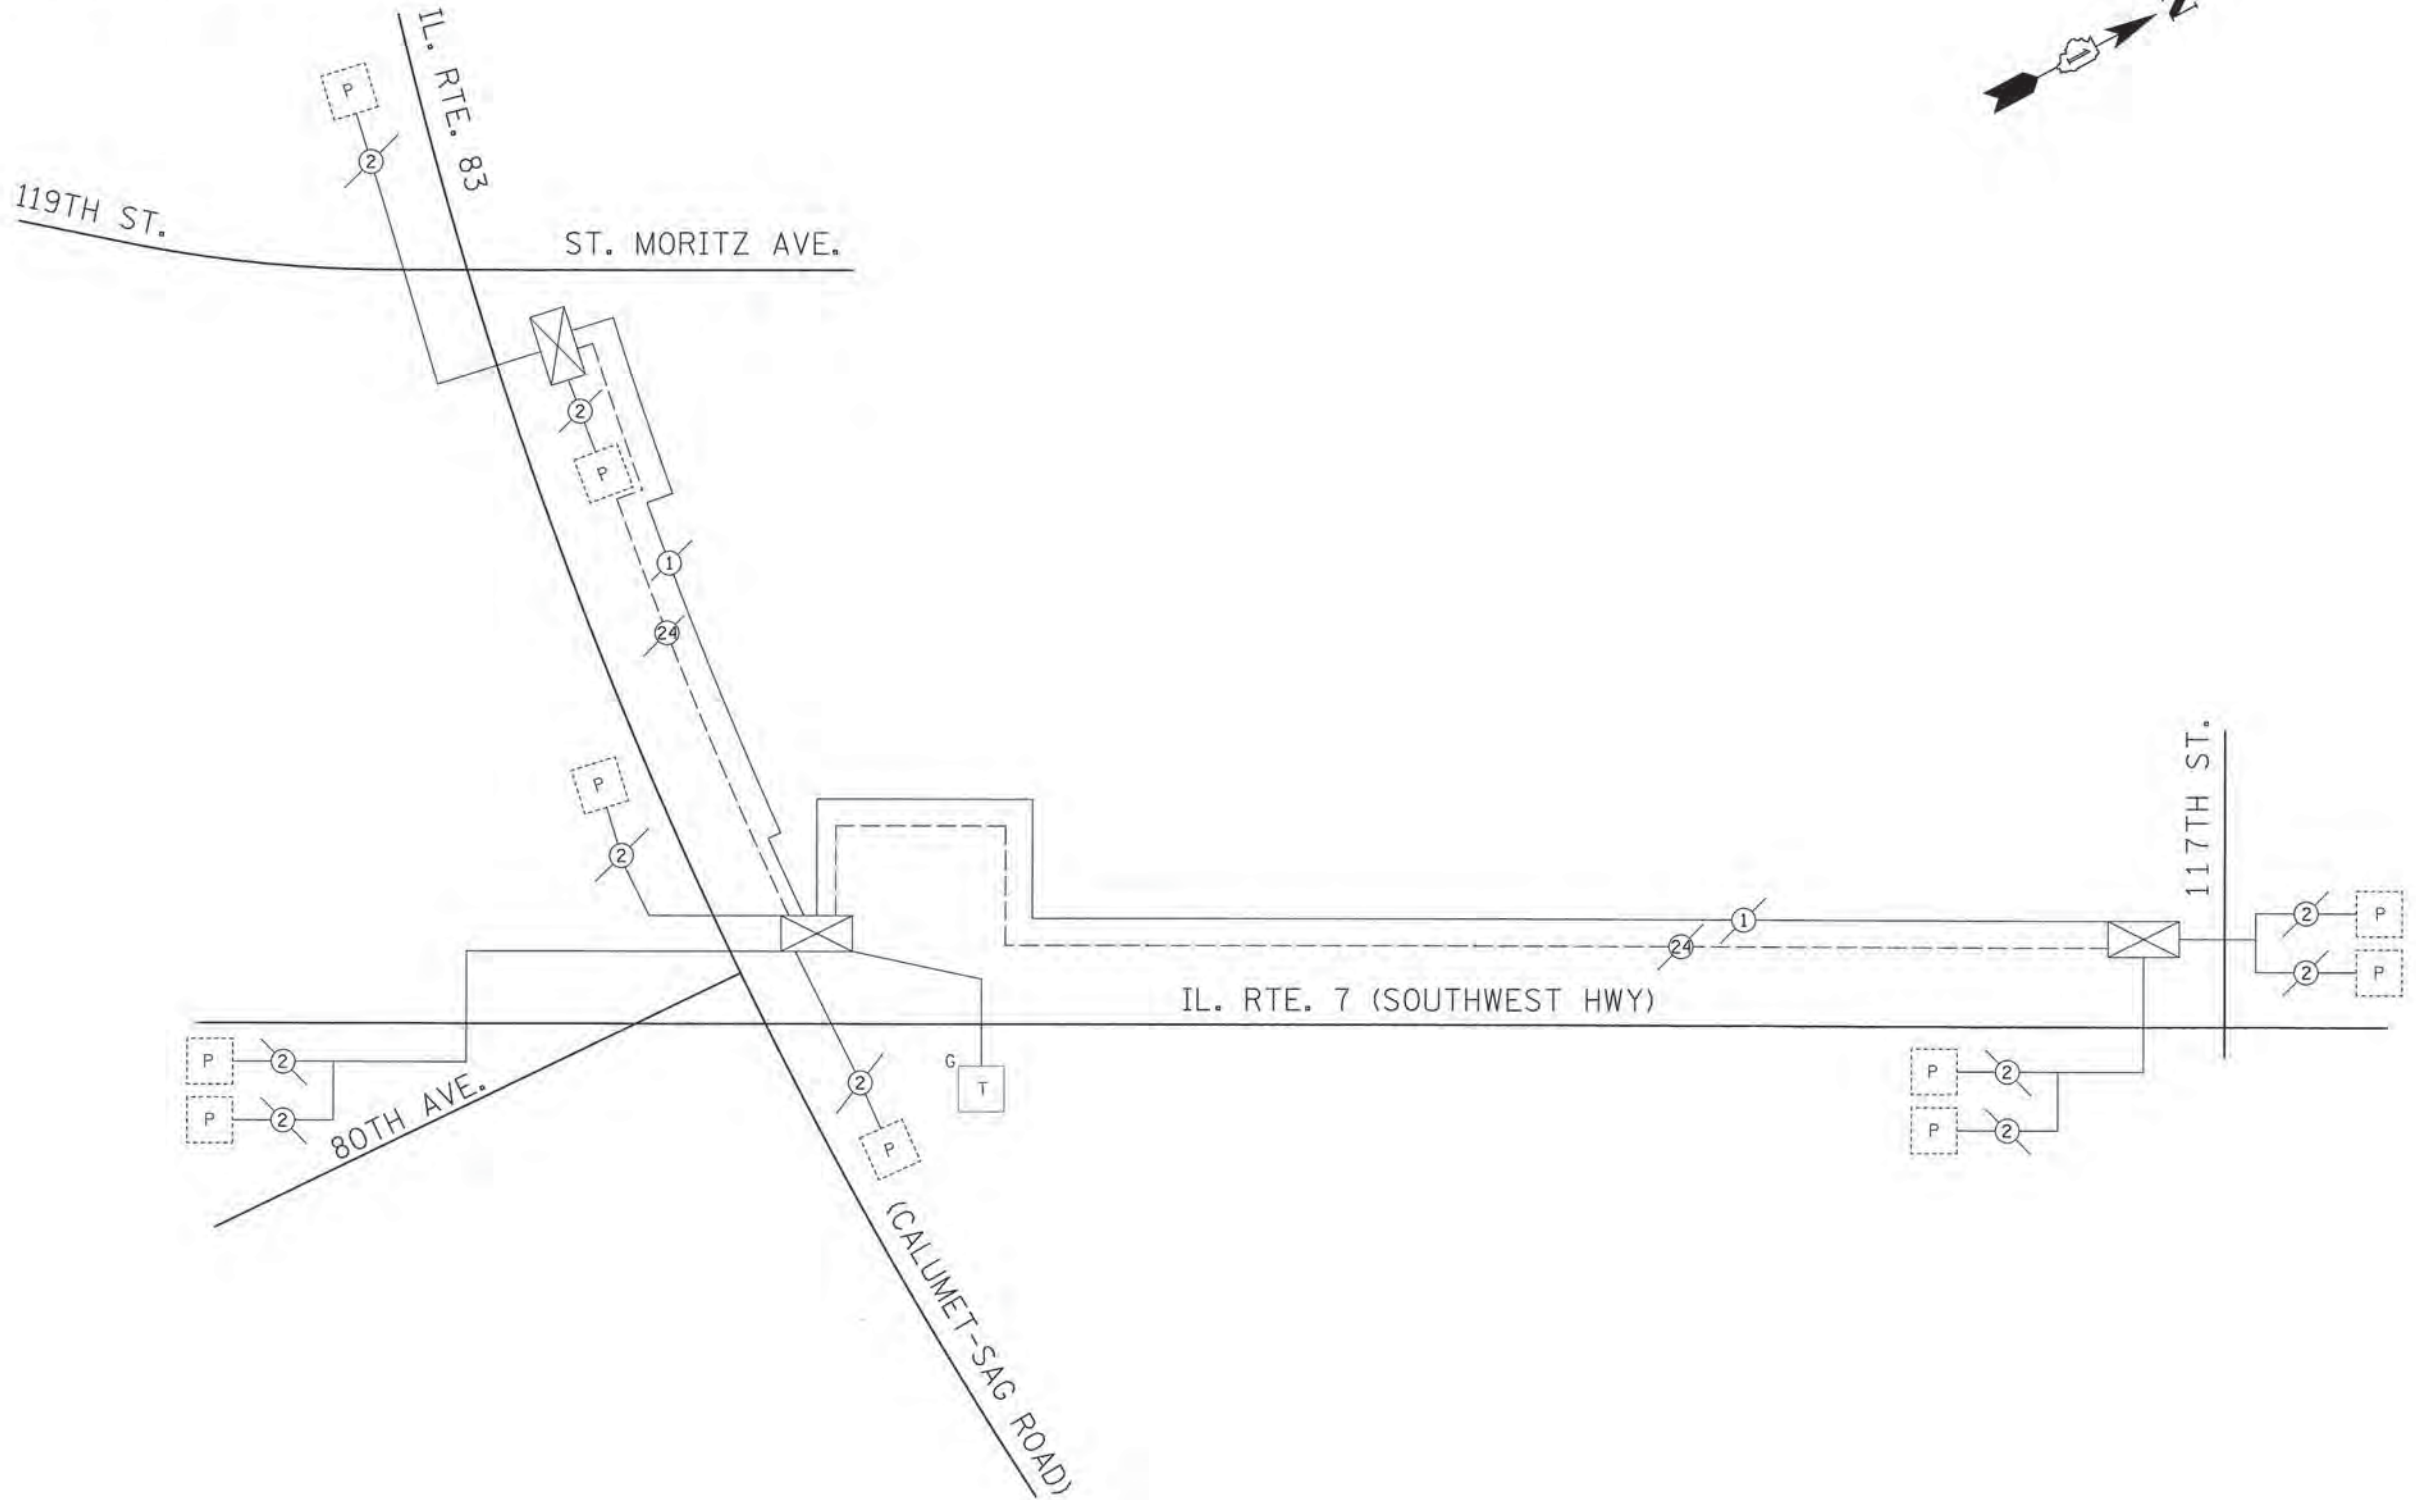 IL. RTE. 83
N
1
P
2
119TH ST.
ST. MORITZ AVE.
2
P
1
24
P
2
117TH ST.
1
24
2
P
2
P
IL. RTE. 7 (SOUTHWEST HWY)
P
2
P
2
80TH AVE.
2
P
G
T
P
2
P
2
(CALUMET-SAG ROAD)